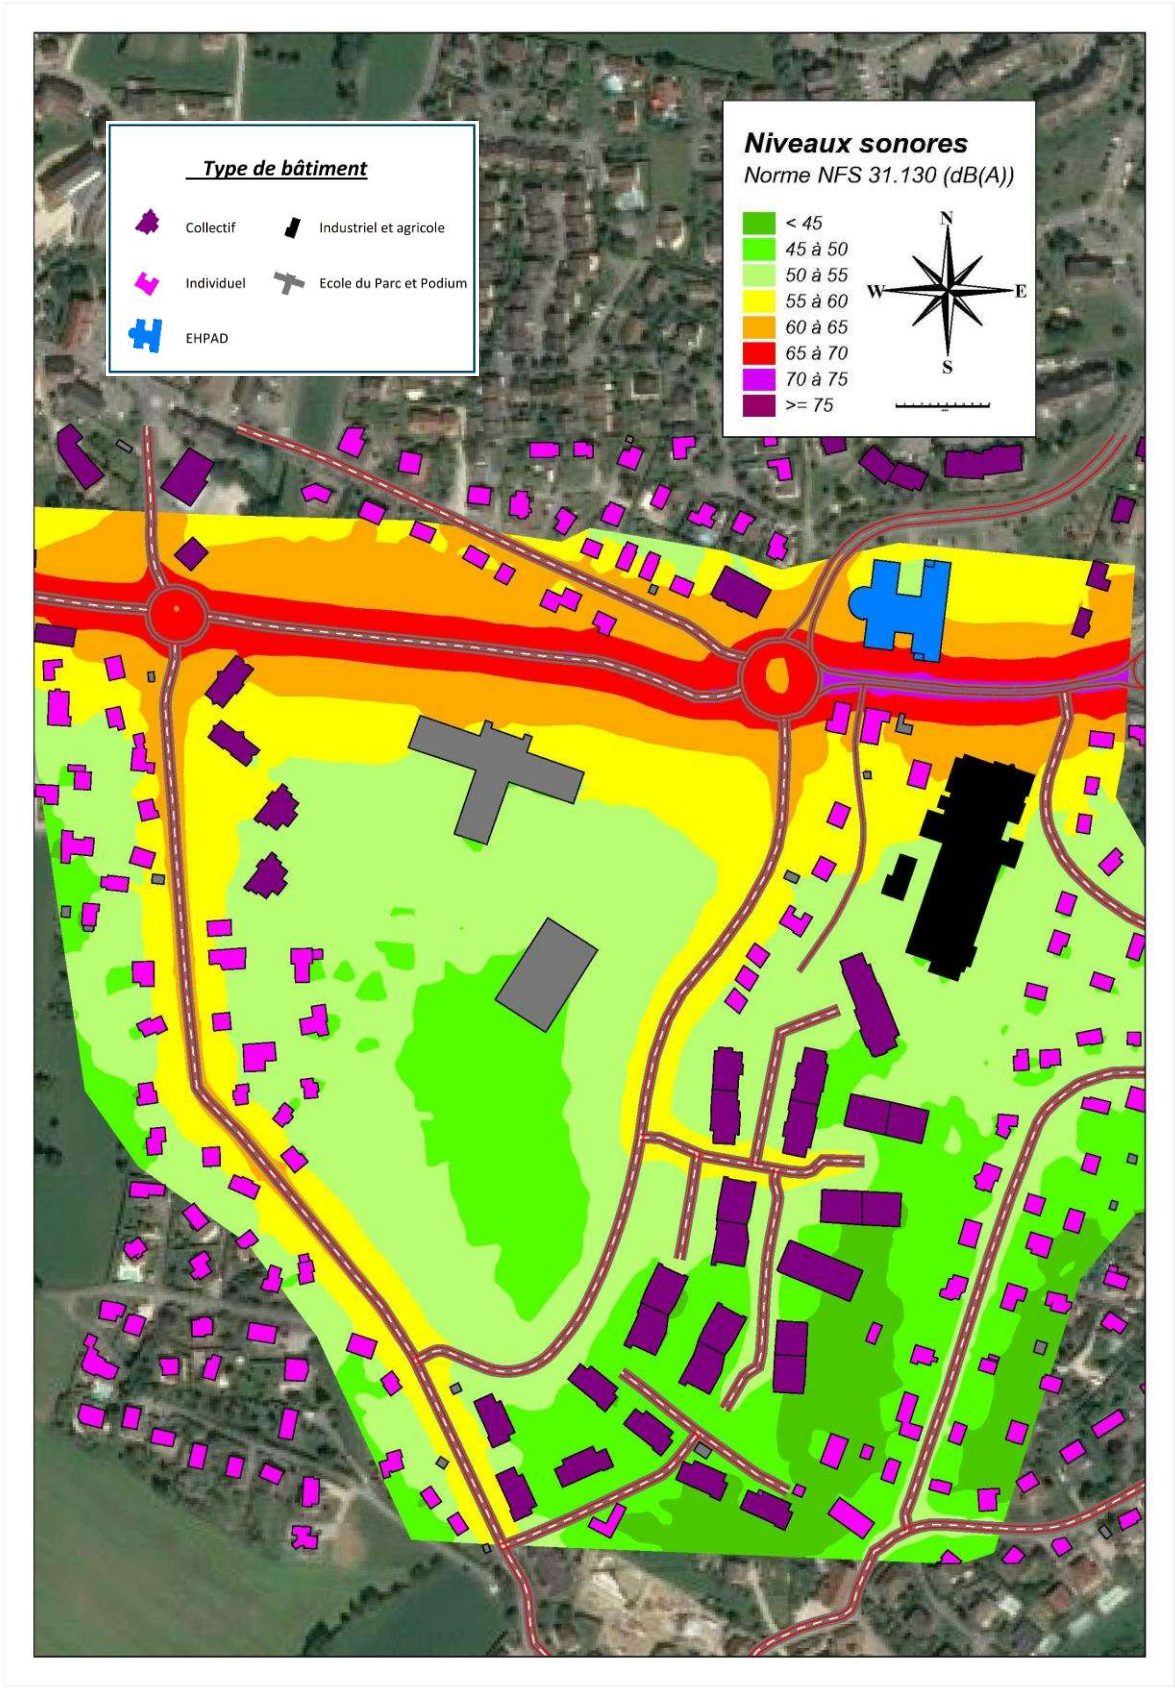 Type de bâtiment
Collectif
Industriel et agricole
Individuel
Ecole du Parc et Podium
EHPAD
Niveaux sonores
Norme NFS 31.130 (dB(A))
< 45
45 à 50
50 à 55
55 à 60
60 à 65
65 à 70
70 à 75
>= 75
N
W
E
S